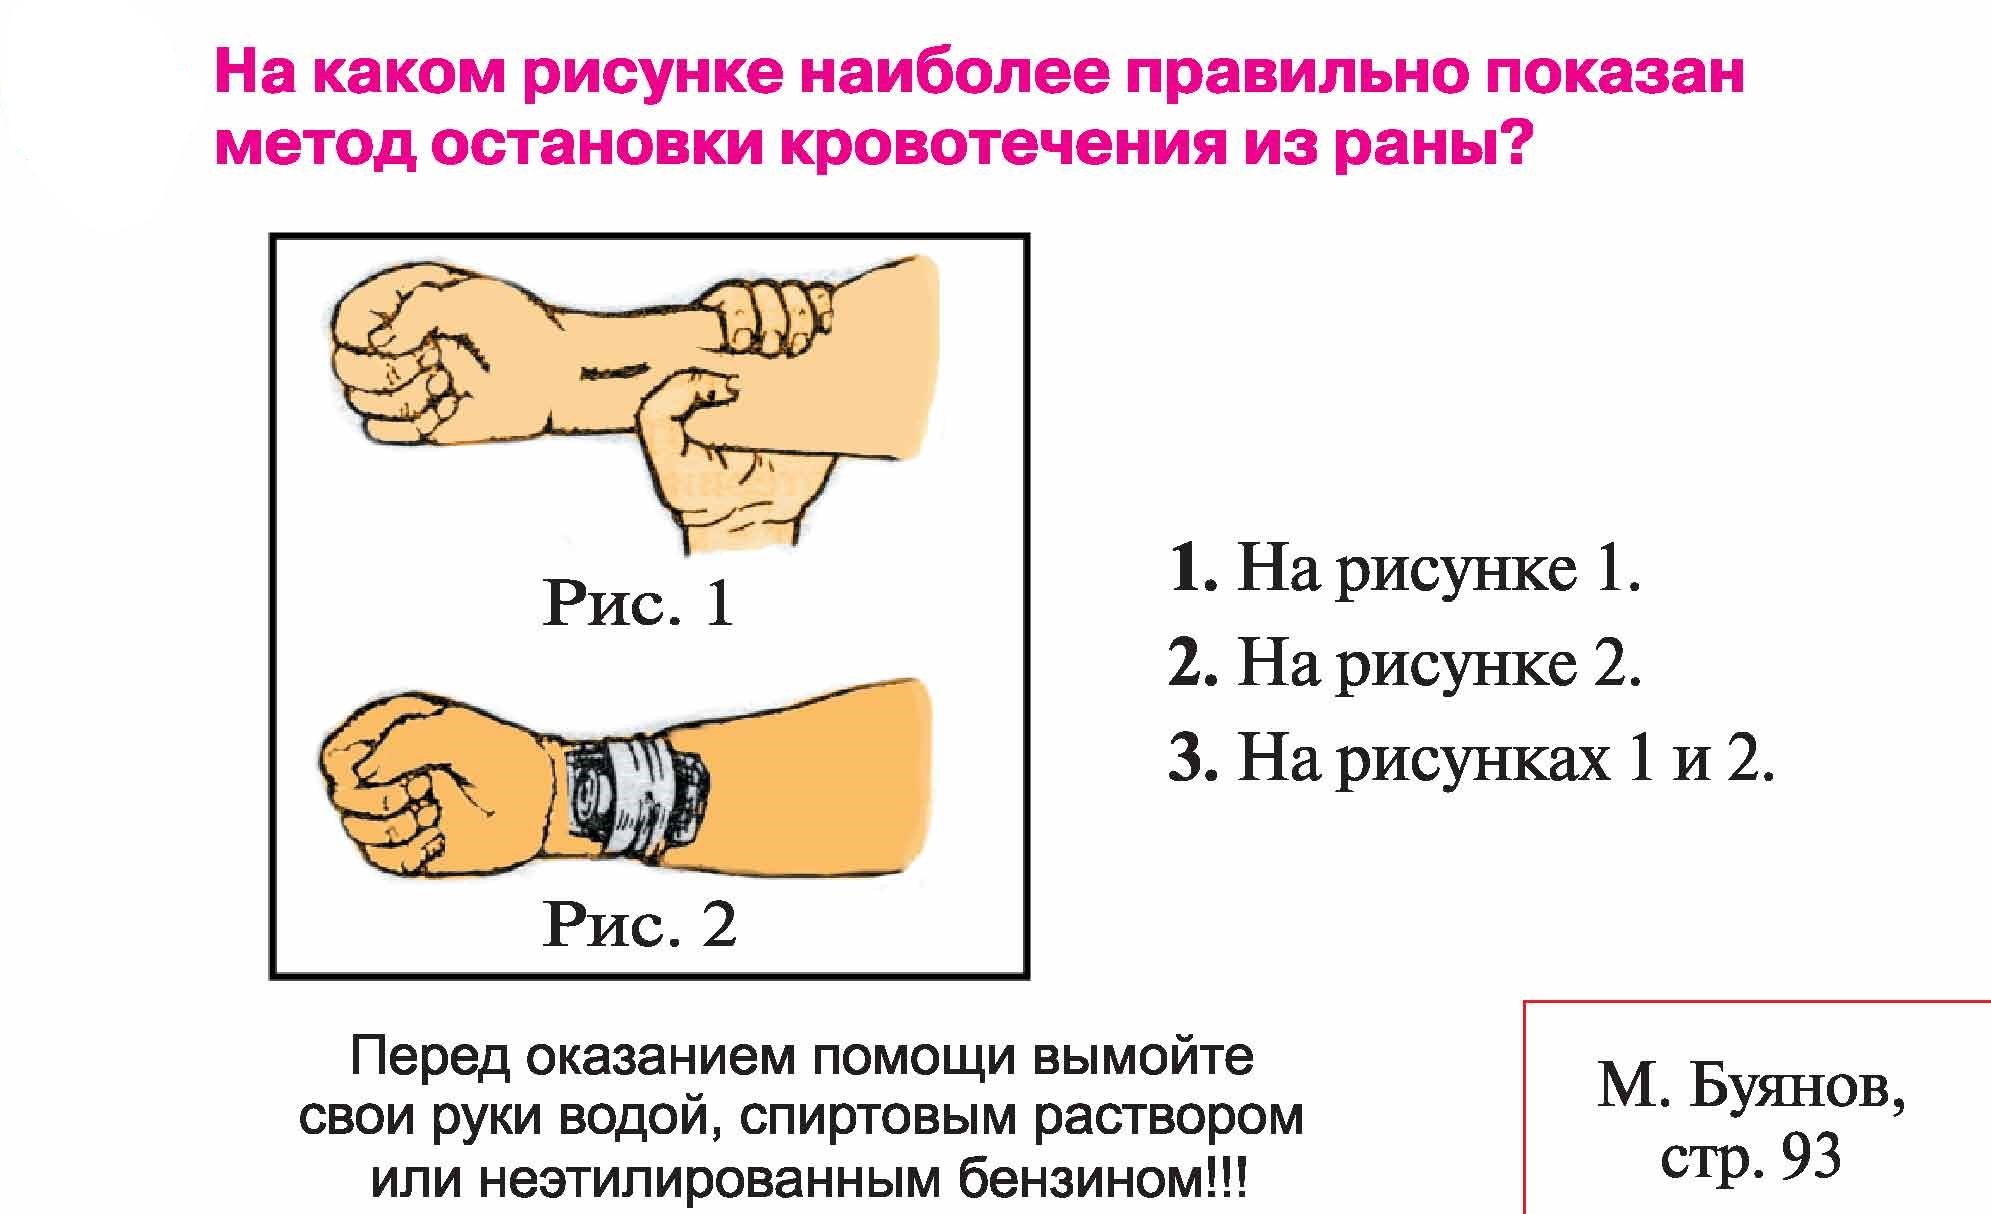 На каком рисунке наиболее правильно показан
метод остановки кровотечения из раны?
Рис. 1
Рис. 2
1. На рисунке 1.
2. На рисунке 2.
3. На рисунках 1 и 2.
Перед оказанием помощи вымойте
свои руки водой, спиртовым раствором
или неэтилированным бензином!!!
М. Буянов,
стр. 93